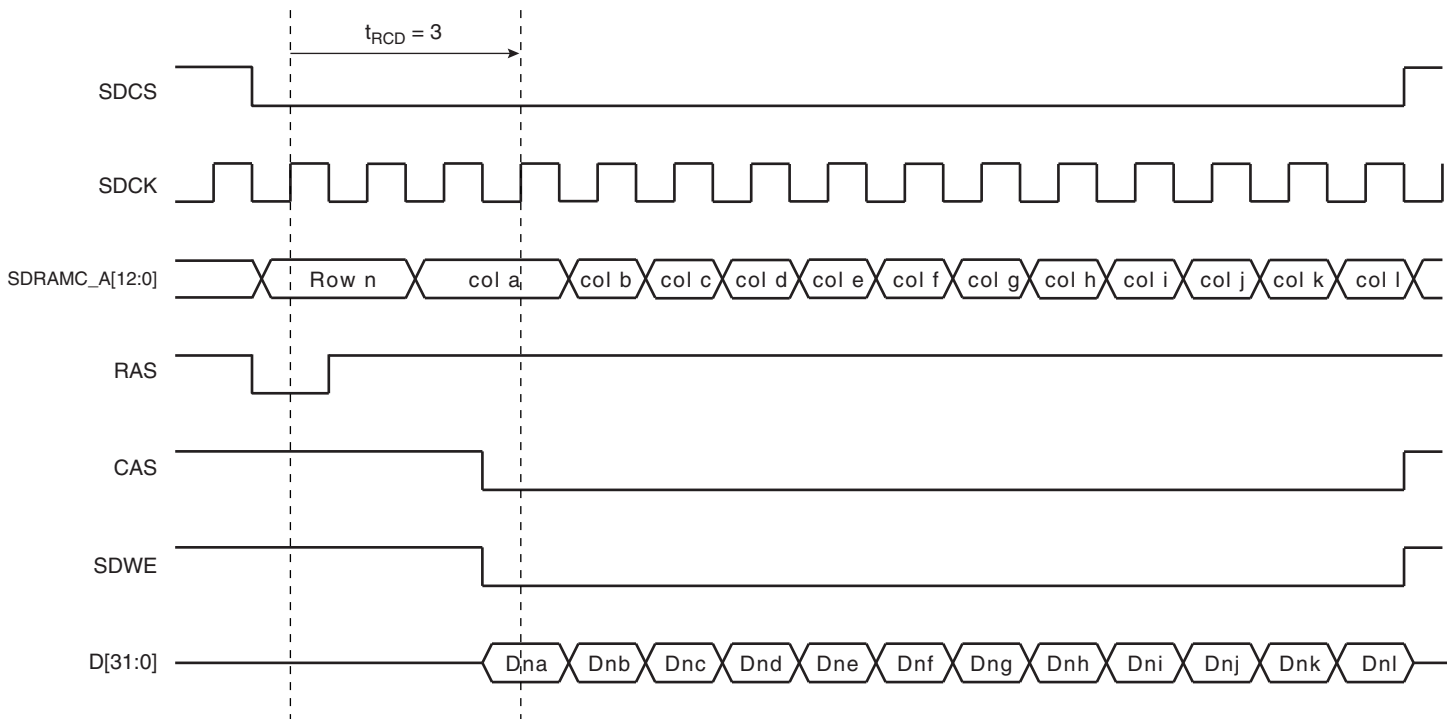 t_RCD = 3
SDCS
SDCK
SDRAMC_A[12:0] Row n col a col b col c col d col e col f col g col h col i col j col k col l
RAS
CAS
SDWE
D[31:0] Dna Dnb Dnc Dnd Dne Dnf Dng Dnh Dni Dnj Dnk Dnl